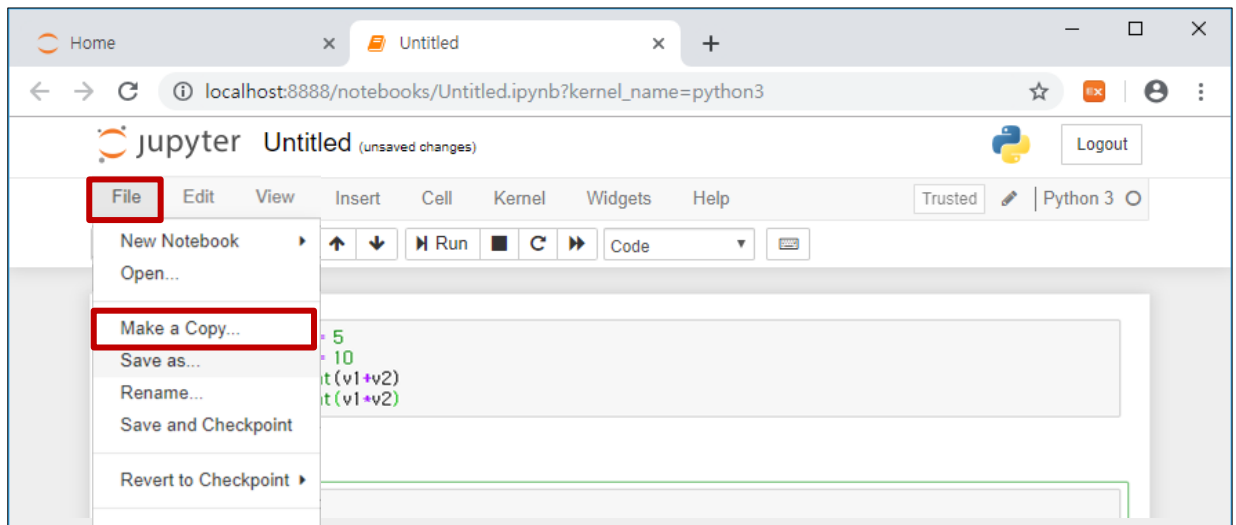 Home
Untitled
localhost:8888/notebooks/Untitled.ipynb?kernel_name=python3
EX
jupyter Untitled (unsaved changes)
Logout
File Edit View Insert Cell Kernel Widgets Help
Trusted Python 3
New Notebook
Run Code
Open...
Make a Copy...
= 5
Save as...
= 10
t(v1+v2)
Rename...
t(v1*v2)
Save and Checkpoint
Revert to Checkpoint